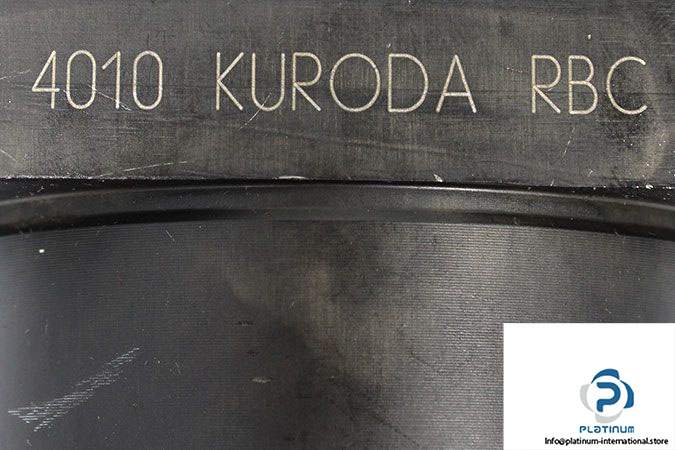 4010 KURODA RBC
PLATINUM
Info@platinum-international.store